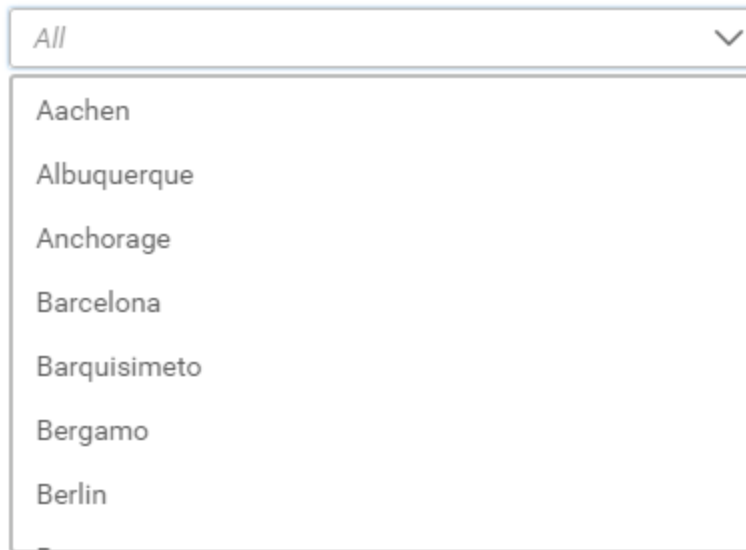 All
Aachen
Albuquerque
Anchorage
Barcelona
Barquisimeto
Bergamo
Berlin